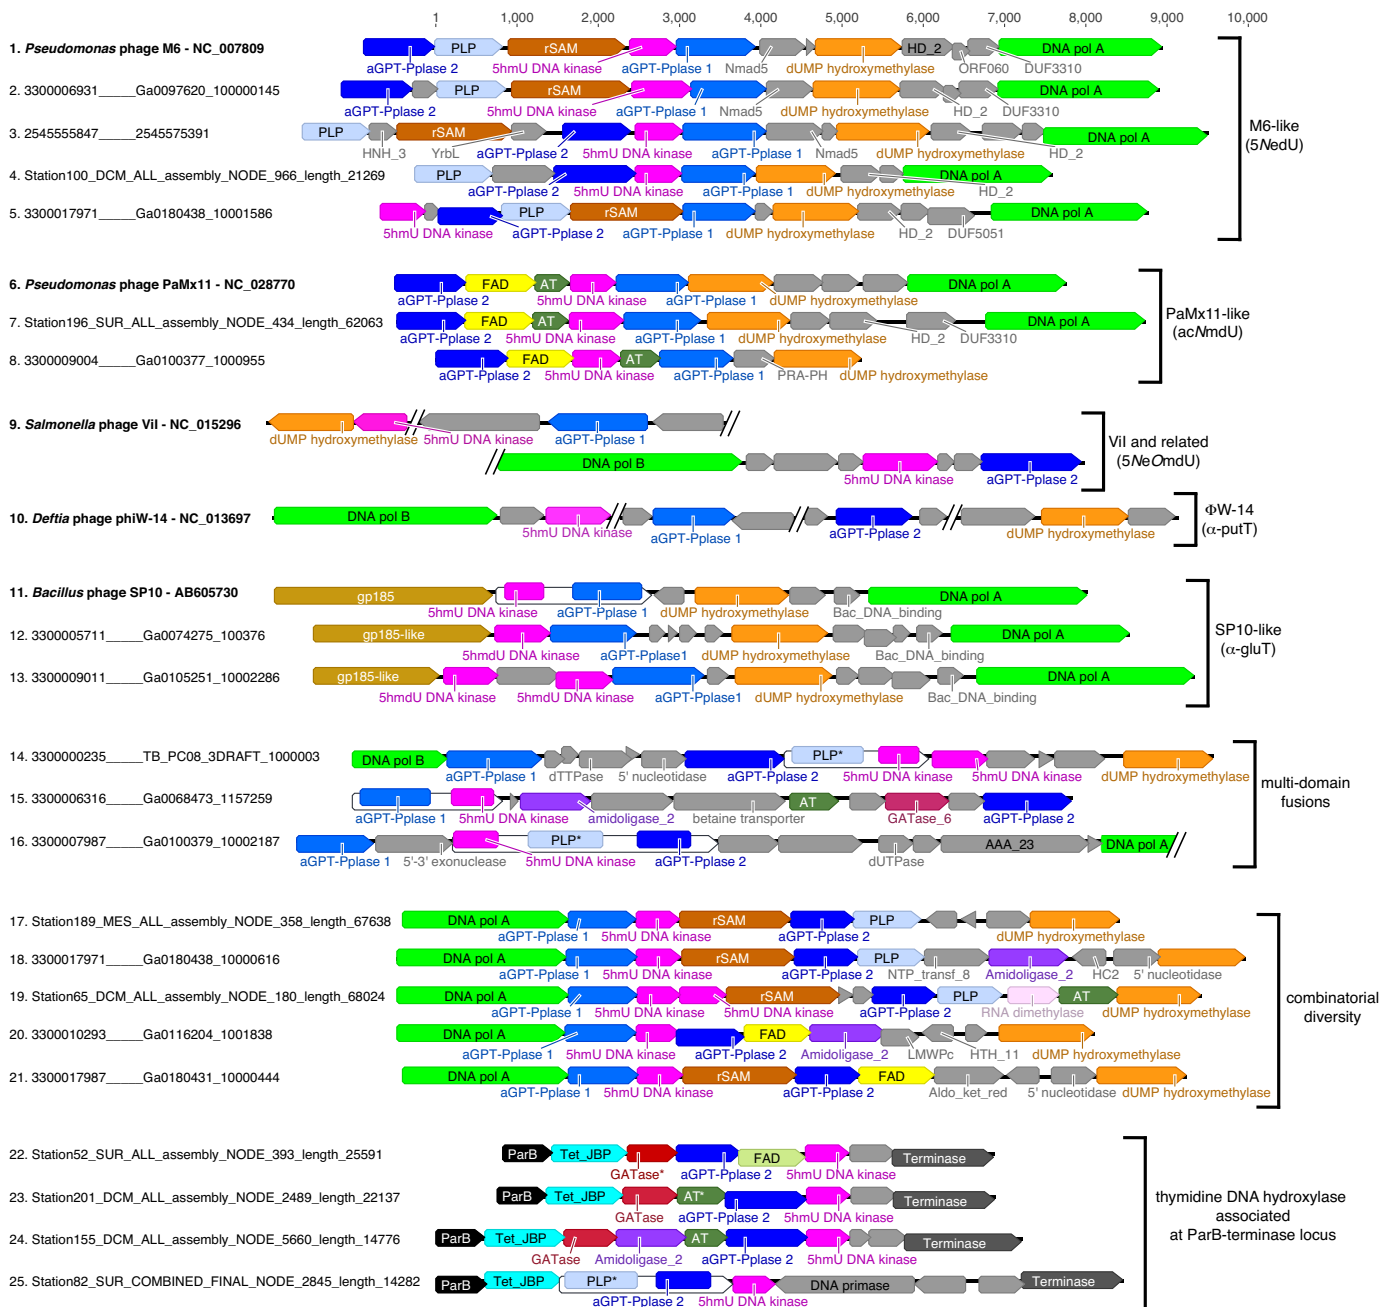 1 1,000 2,000 3,000 4,000 5,000 6,000 7,000 8,000 9,000 10,000
1. Pseudomonas phage M6 - NC_007809 PLP rSAM HD_2 DNA pol A
aGPT-Pplase 2 5hmU DNA kinase aGPT-Pplase 1 Nmad5 dUMP hydroxymethylase ORF060 DUF3310
2. 3300006931_____Ga0097620_100000145 PLP rSAM DNA pol A
aGPT-Pplase 2 5hmU DNA kinase aGPT-Pplase 1 Nmad5 dUMP hydroxymethylase HD_2 DUF3310
3. 2545555847_____2545575391 PLP rSAM DNA pol A
HNH_3 YrbL aGPT-Pplase 2 5hmU DNA kinase aGPT-Pplase 1 Nmad5 dUMP hydroxymethylase HD_2
M6-like
(5NedU)
4. Station100_DCM_ALL_assembly_NODE_966_length_21269 PLP DNA pol A
aGPT-Pplase 2 5hmU DNA kinase aGPT-Pplase 1 dUMP hydroxymethylase HD_2
5. 3300017971_____Ga0180438_10001586 PLP rSAM DNA pol A
5hmU DNA kinase aGPT-Pplase 2 aGPT-Pplase 1 dUMP hydroxymethylase HD_2 DUF5051
6. Pseudomonas phage PaMx11 - NC_028770 FAD AT DNA pol A
aGPT-Pplase 2 5hmU DNA kinase aGPT-Pplase 1 dUMP hydroxymethylase
7. Station196_SUR_ALL_assembly_NODE_434_length_62063 FAD AT DNA pol A
aGPT-Pplase 2 5hmU DNA kinase aGPT-Pplase 1 dUMP hydroxymethylase HD_2 DUF3310
PaMx11-like
(acNmdU)
8. 3300009004_____Ga0100377_1000955 FAD AT
aGPT-Pplase 2 5hmU DNA kinase aGPT-Pplase 1 PRA-PH dUMP hydroxymethylase
9. Salmonella phage ViI - NC_015296
dUMP hydroxymethylase 5hmU DNA kinase aGPT-Pplase 1
DNA pol B
5hmU DNA kinase aGPT-Pplase 2
ViI and related
(5NeOmdU)
10. Deftia phage phiW-14 - NC_013697 DNA pol B
5hmU DNA kinase aGPT-Pplase 1 aGPT-Pplase 2 dUMP hydroxymethylase
ΦW-14
(α-putT)
11. Bacillus phage SP10 - AB605730 gp185 DNA pol A
5hmU DNA kinase aGPT-Pplase 1 dUMP hydroxymethylase Bac_DNA_binding
12. 3300005711_____Ga0074275_100376 gp185-like DNA pol A
5hmdU DNA kinase aGPT-Pplase1 dUMP hydroxymethylase Bac_DNA_binding
SP10-like
(α-gluT)
13. 3300009011_____Ga0105251_10002286 gp185-like DNA pol A
5hmdU DNA kinase 5hmdU DNA kinase aGPT-Pplase1 dUMP hydroxymethylase Bac_DNA_binding
14. 3300000235_____TB_PC08_3DRAFT_1000003 DNA pol B PLP*
aGPT-Pplase 1 dTTPase 5' nucleotidase aGPT-Pplase 2 5hmU DNA kinase 5hmU DNA kinase dUMP hydroxymethylase
15. 3300006316_____Ga0068473_1157259 AT
aGPT-Pplase 1 5hmU DNA kinase amidoligase_2 betaine transporter GATase_6 aGPT-Pplase 2
multi-domain
fusions
16. 3300007987_____Ga0100379_10002187 PLP* AAA_23 DNA pol A
aGPT-Pplase 1 5'-3' exonuclease 5hmU DNA kinase aGPT-Pplase 2 dUTPase
17. Station189_MES_ALL_assembly_NODE_358_length_67638 DNA pol A rSAM PLP
aGPT-Pplase 1 5hmU DNA kinase aGPT-Pplase 2 dUMP hydroxymethylase
18. 3300017971_____Ga0180438_10000616 DNA pol A rSAM PLP
aGPT-Pplase 1 5hmU DNA kinase aGPT-Pplase 2 NTP_transf_8 Amidoligase_2 HC2 5' nucleotidase
19. Station65_DCM_ALL_assembly_NODE_180_length_68024 DNA pol A rSAM PLP AT
aGPT-Pplase 1 5hmU DNA kinase 5hmU DNA kinase aGPT-Pplase 2 RNA dimethylase dUMP hydroxymethylase
combinatorial
diversity
20. 3300010293_____Ga0116204_1001838 DNA pol A FAD
aGPT-Pplase 1 5hmU DNA kinase aGPT-Pplase 2 Amidoligase_2 LMWPc HTH_11 dUMP hydroxymethylase
21. 3300017987_____Ga0180431_10000444 DNA pol A rSAM FAD
aGPT-Pplase 1 5hmU DNA kinase aGPT-Pplase 2 Aldo_ket_red 5' nucleotidase dUMP hydroxymethylase
22. Station52_SUR_ALL_assembly_NODE_393_length_25591 ParB Tet_JBP FAD Terminase
GATase* aGPT-Pplase 2 5hmU DNA kinase
23. Station201_DCM_ALL_assembly_NODE_2489_length_22137 ParB Tet_JBP AT* Terminase
GATase aGPT-Pplase 2 5hmU DNA kinase
thymidine DNA hydroxylase
associated
at ParB-terminase locus
24. Station155_DCM_ALL_assembly_NODE_5660_length_14776 ParB Tet_JBP AT Terminase
GATase Amidoligase_2 aGPT-Pplase 2 5hmU DNA kinase
25. Station82_SUR_COMBINED_FINAL_NODE_2845_length_14282 ParB Tet_JBP PLP* DNA primase Terminase
aGPT-Pplase 2 5hmU DNA kinase